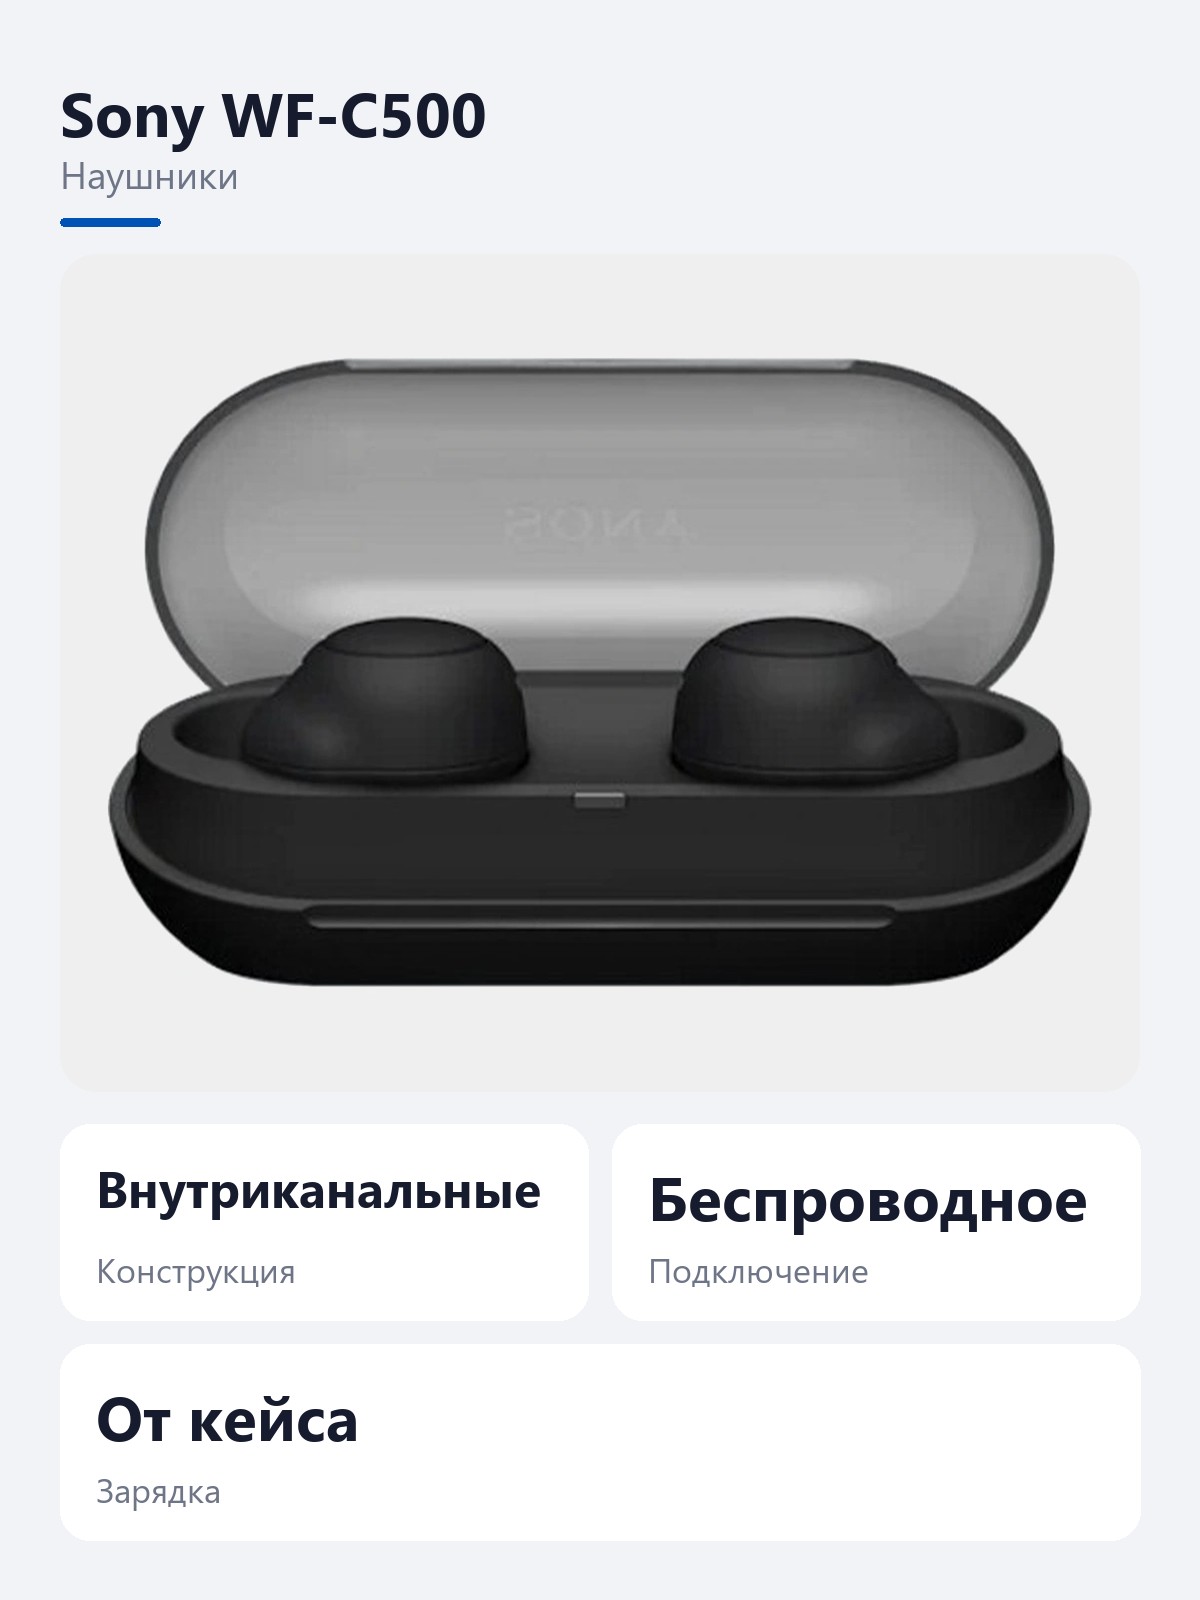 Sony WF-C500
Наушники
SONY
Внутриканальные
Конструкция
Беспроводное
Подключение
От кейса
Зарядка